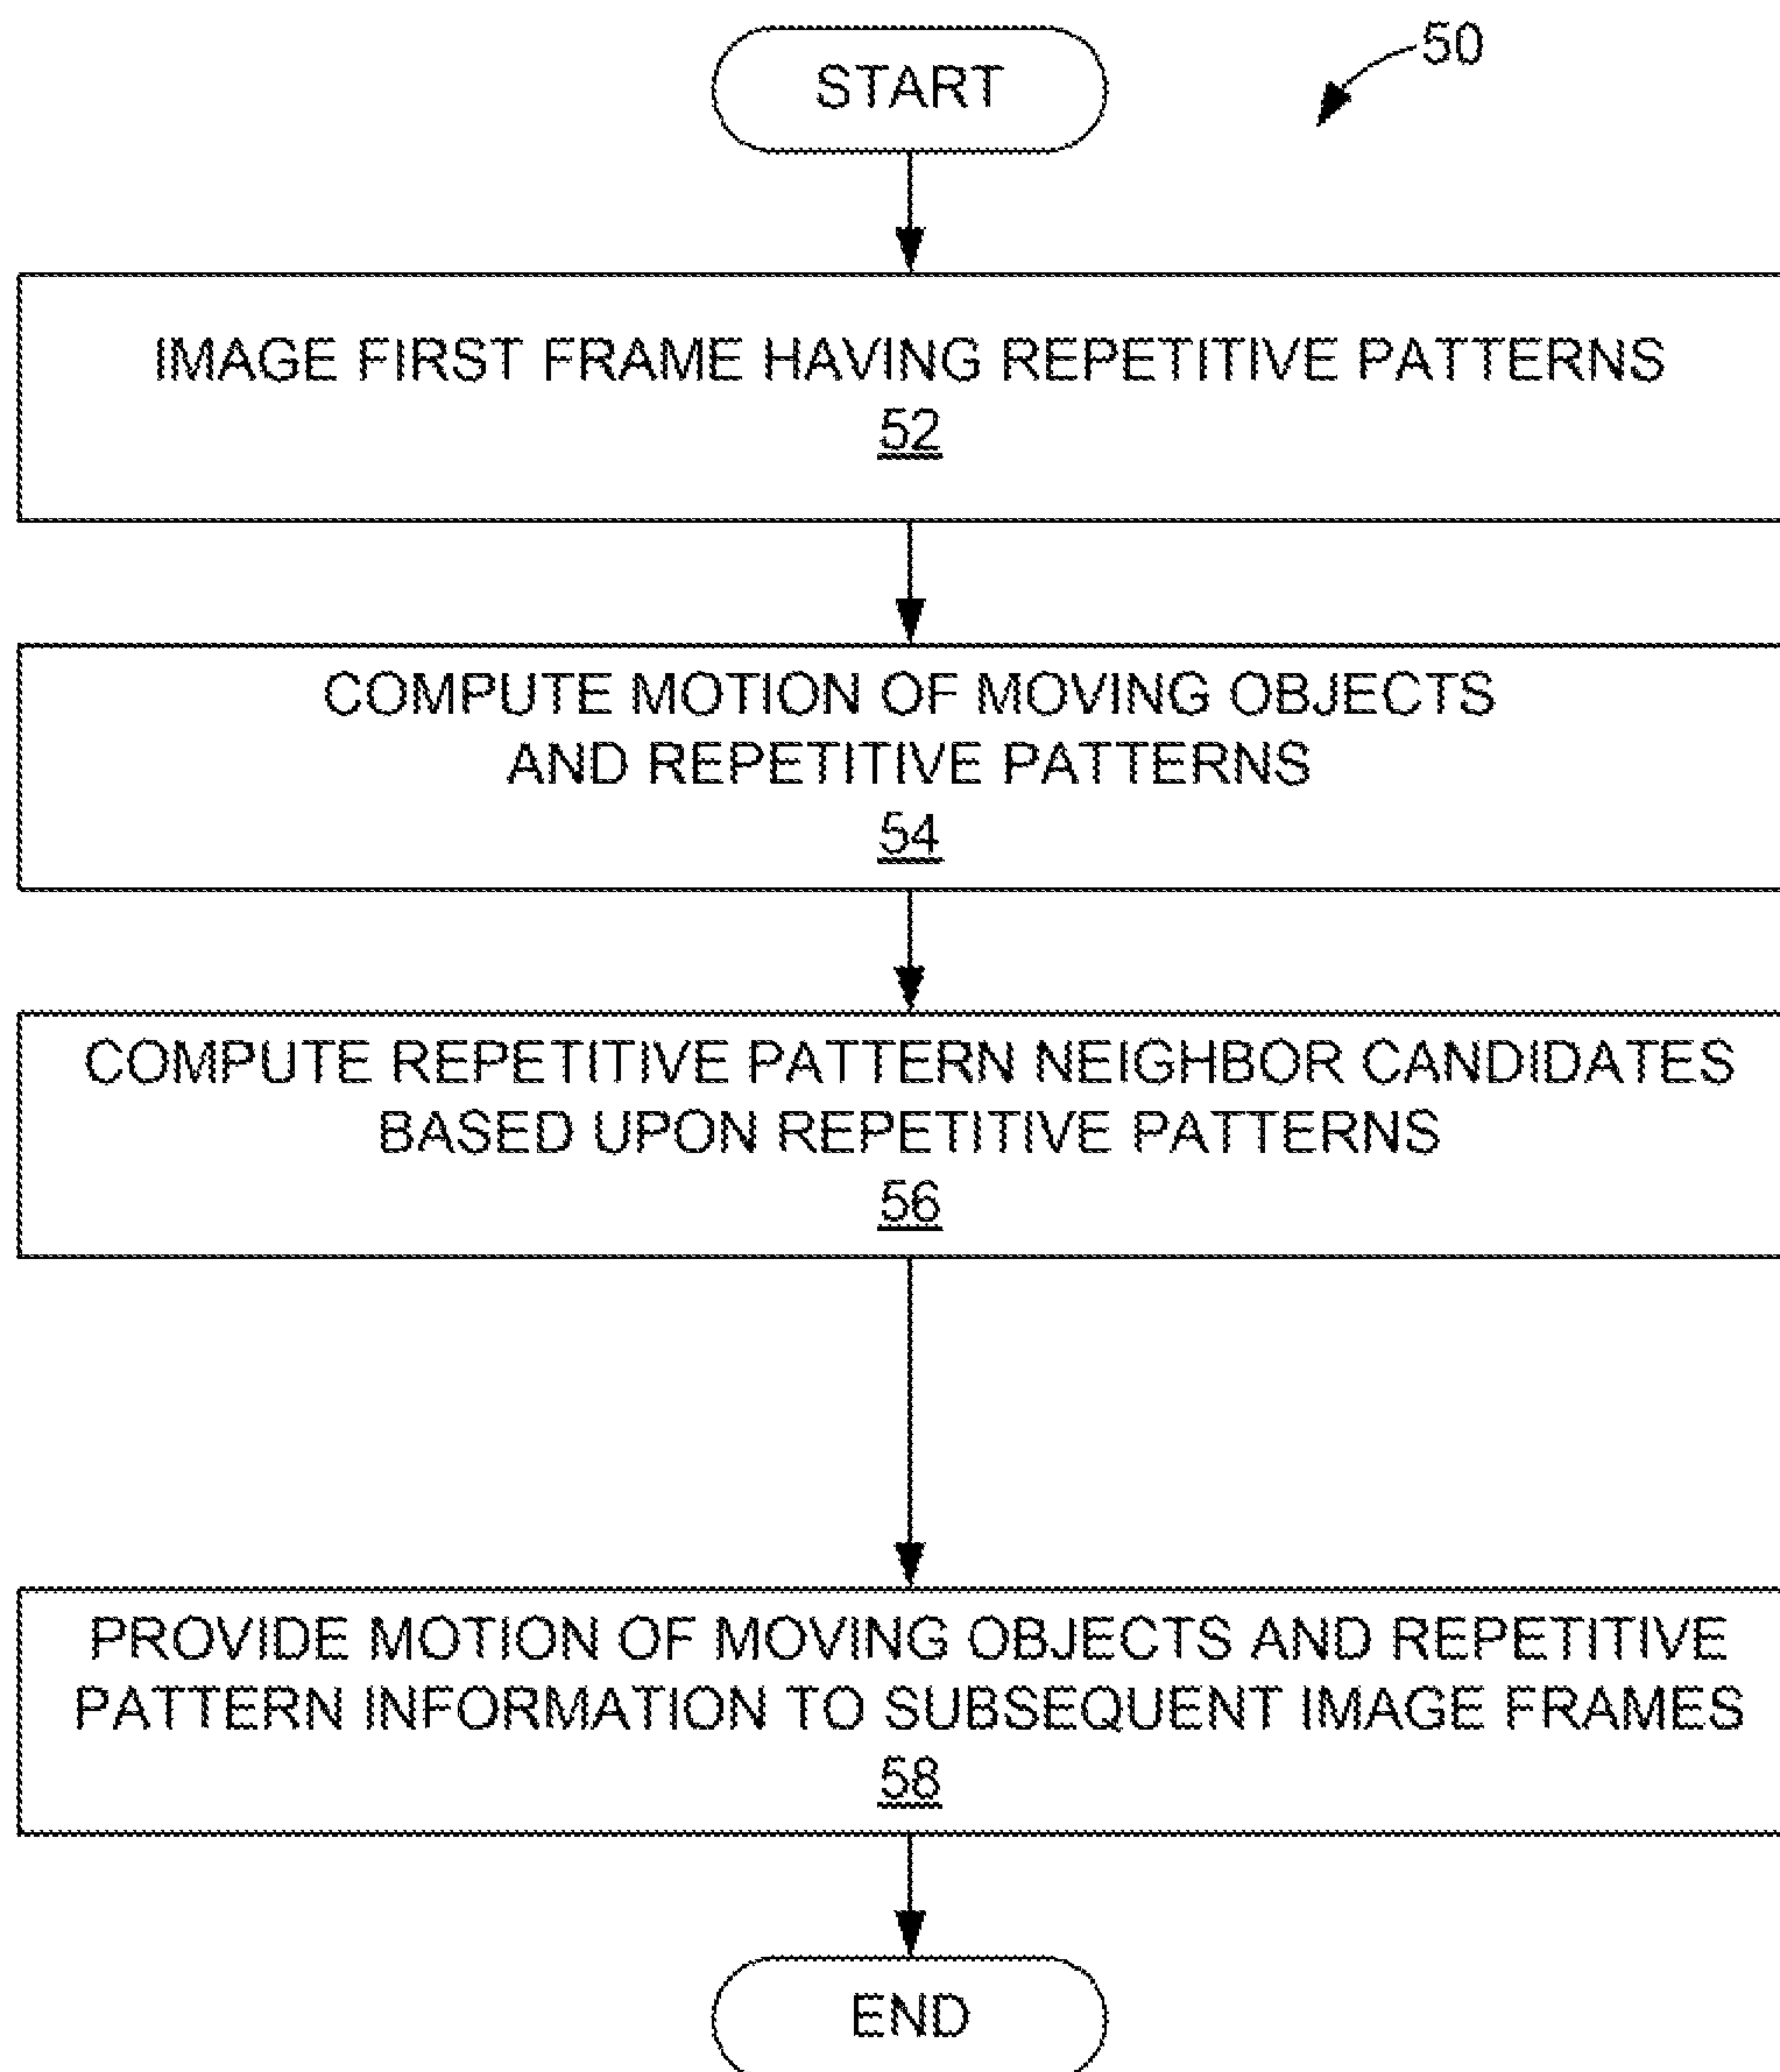 START
50
IMAGE FIRST FRAME HAVING REPETITIVE PATTERNS
52
COMPUTE MOTION OF MOVING OBJECTS
AND REPETITIVE PATTERNS
54
COMPUTE REPETITIVE PATTERN NEIGHBOR CANDIDATES
BASED UPON REPETITIVE PATTERNS
56
PROVIDE MOTION OF MOVING OBJECTS AND REPETITIVE
PATTERN INFORMATION TO SUBSEQUENT IMAGE FRAMES
58
END